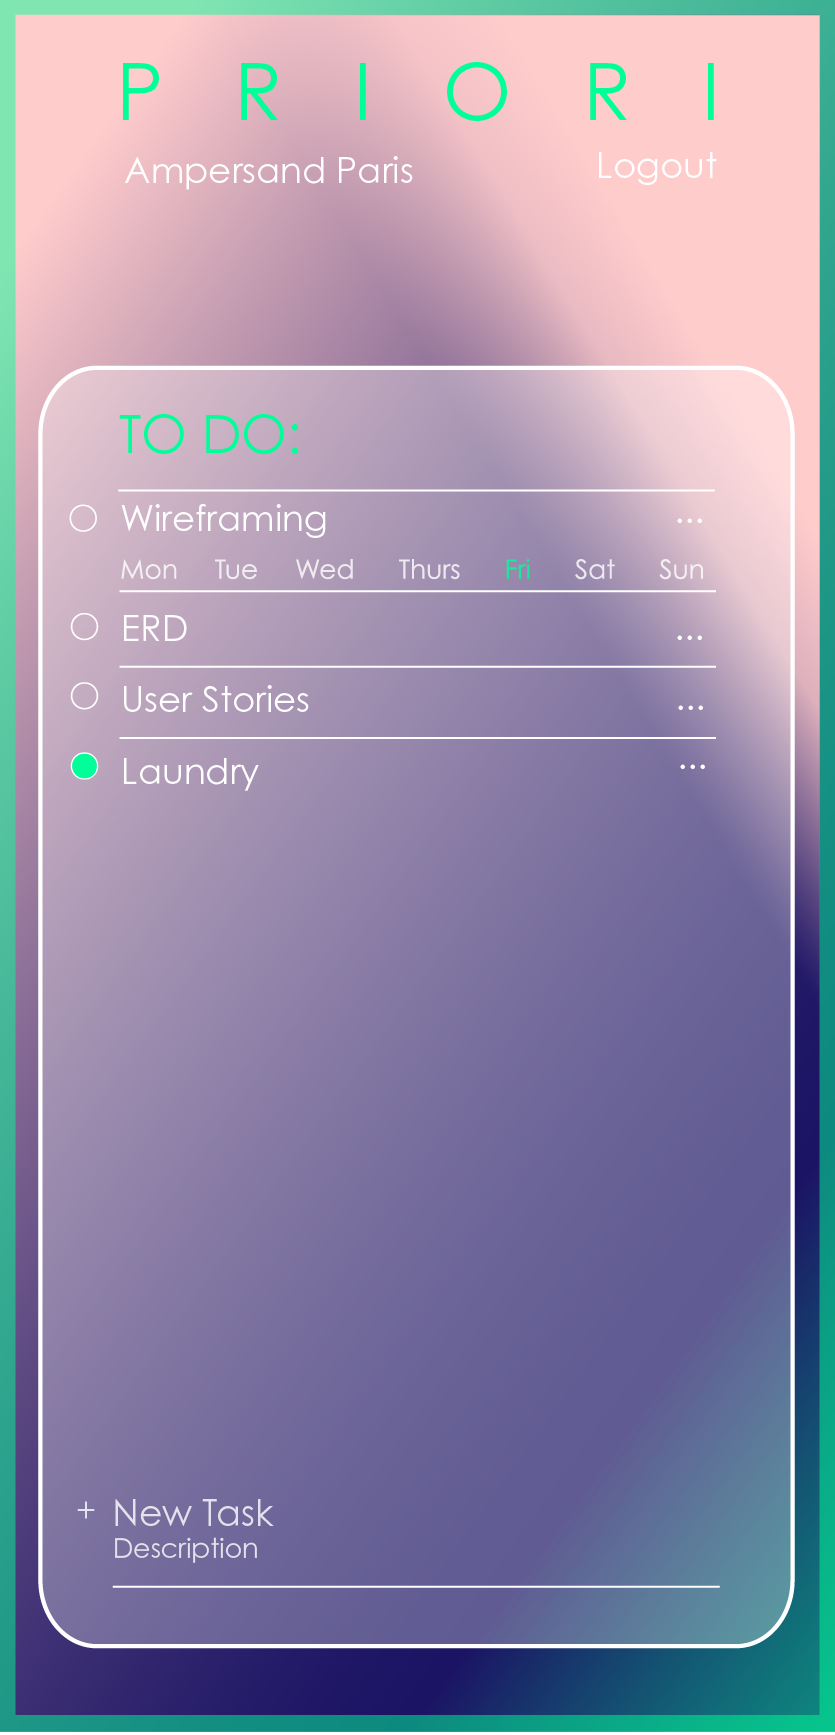 P R I O R I
Ampersand Paris Logout
TO DO:
Wireframing ...
Mon Tue Wed Thurs Fri Sat Sun
ERD ...
User Stories ...
Laundry ...
+ New Task
Description